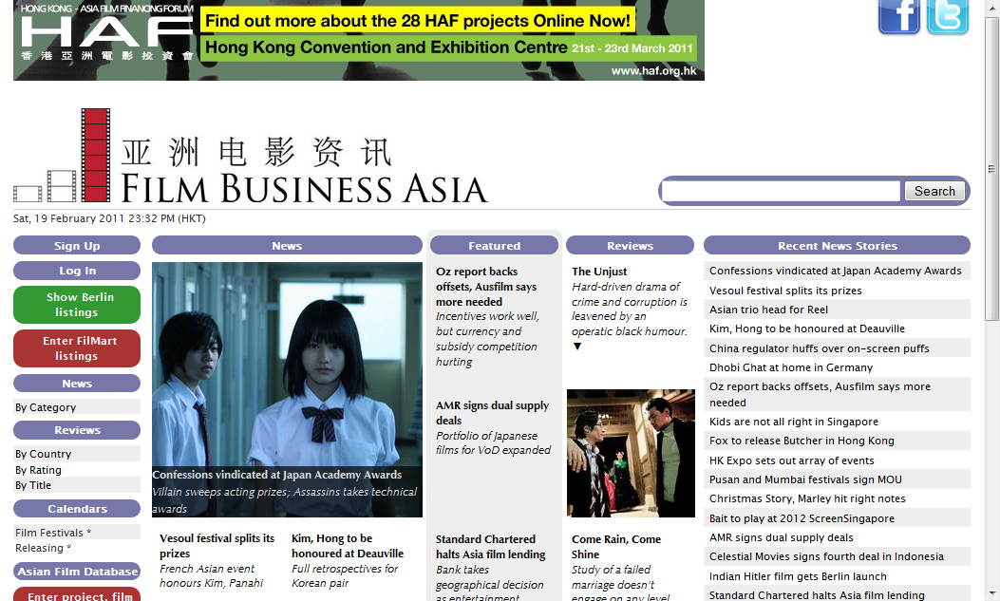 HONG KONG - ASIA FILM FINANCING FORUM
HAF
香港亞洲電影投資會
Find out more about the 28 HAF projects Online Now!
Hong Kong Convention and Exhibition Centre 21st - 23rd March 2011
www.haf.org.hk
亚洲电影资讯
FILM BUSINESS ASIA
Search
Sat, 19 February 2011 23:32 PM (HKT)
Sign Up
Log In
Show Berlin
listings
Enter FilMart
listings
News
By Category
Reviews
By Country
By Rating
By Title
Calendars
Film Festivals *
Releasing *
Asian Film Database
Enter project, film
News
Confessions vindicated at Japan Academy Awards
Villain sweeps acting prizes; Assassins takes technical
awards
Vesoul festival splits its
prizes
French Asian event
honours Kim, Panahi
Kim, Hong to be
honoured at Deauville
Full retrospectives for
Korean pair
Featured
Oz report backs
offsets, Ausfilm says
more needed
Incentives work well,
but currency and
subsidy competition
hurting
AMR signs dual supply
deals
Portfolio of Japanese
films for VoD expanded
Standard Chartered
halts Asia film lending
Bank takes
geographical decision
as entertainment
Reviews
The Unjust
Hard-driven drama of
crime and corruption is
leavened by an
operatic black humour.
▼
Come Rain, Come
Shine
Study of a failed
marriage doesn't
engage on any level
Recent News Stories
Confessions vindicated at Japan Academy Awards
Vesoul festival splits its prizes
Asian trio head for Reel
Kim, Hong to be honoured at Deauville
China regulator huffs over on-screen puffs
Dhobi Ghat at home in Germany
Oz report backs offsets, Ausfilm says more
needed
Kids are not all right in Singapore
Fox to release Butcher in Hong Kong
HK Expo sets out array of events
Pusan and Mumbai festivals sign MOU
Christmas Story, Marley hit right notes
Bait to play at 2012 ScreenSingapore
AMR signs dual supply deals
Celestial Movies signs fourth deal in Indonesia
Indian Hitler film gets Berlin launch
Standard Chartered halts Asia film lending